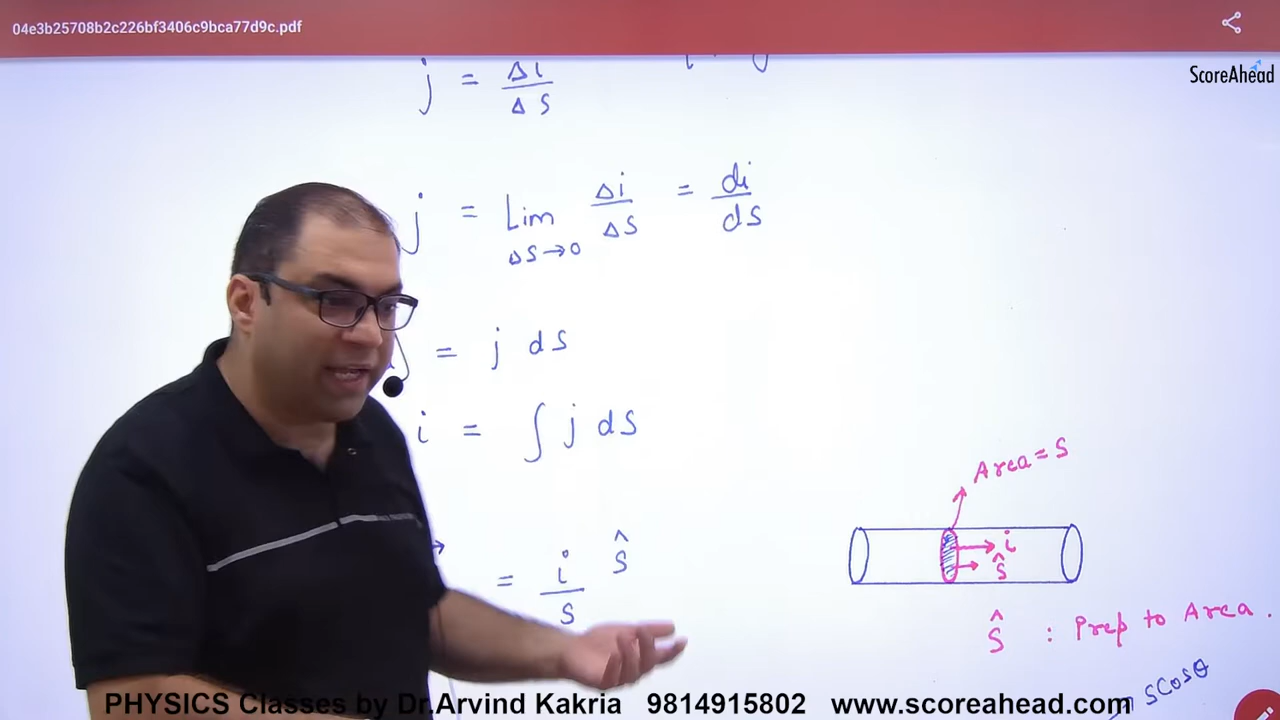 04e3b25708b2c226bf3406c9bca77d9c.pdf
ScoreAhead
j = Δi / ΔS
j = Lim ΔS→0 Δi / ΔS = di / dS
= j dS
i = ∫ j dS
= i / S Ŝ
Area = S
i
Ŝ
Ŝ : Prep to Area.
S Cosθ
PHYSICS Classes by Dr.Arvind Kakria 9814915802 www.scoreahead.com